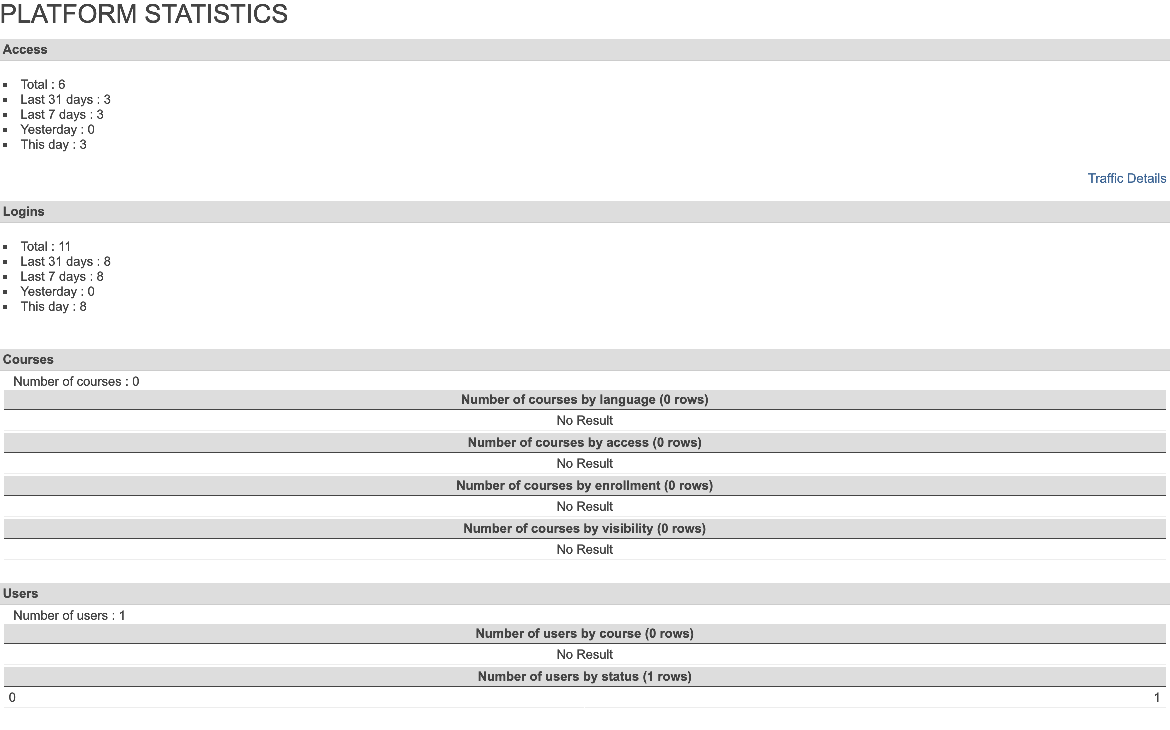 PLATFORM STATISTICS
Access
Total : 6
Last 31 days : 3
Last 7 days : 3
Yesterday : 0
This day : 3
Traffic Details
Logins
Total : 11
Last 31 days : 8
Last 7 days : 8
Yesterday : 0
This day : 8
Courses
Number of courses : 0
Number of courses by language (0 rows)
No Result
Number of courses by access (0 rows)
No Result
Number of courses by enrollment (0 rows)
No Result
Number of courses by visibility (0 rows)
No Result
Users
Number of users : 1
Number of users by course (0 rows)
No Result
Number of users by status (1 rows)
0 1